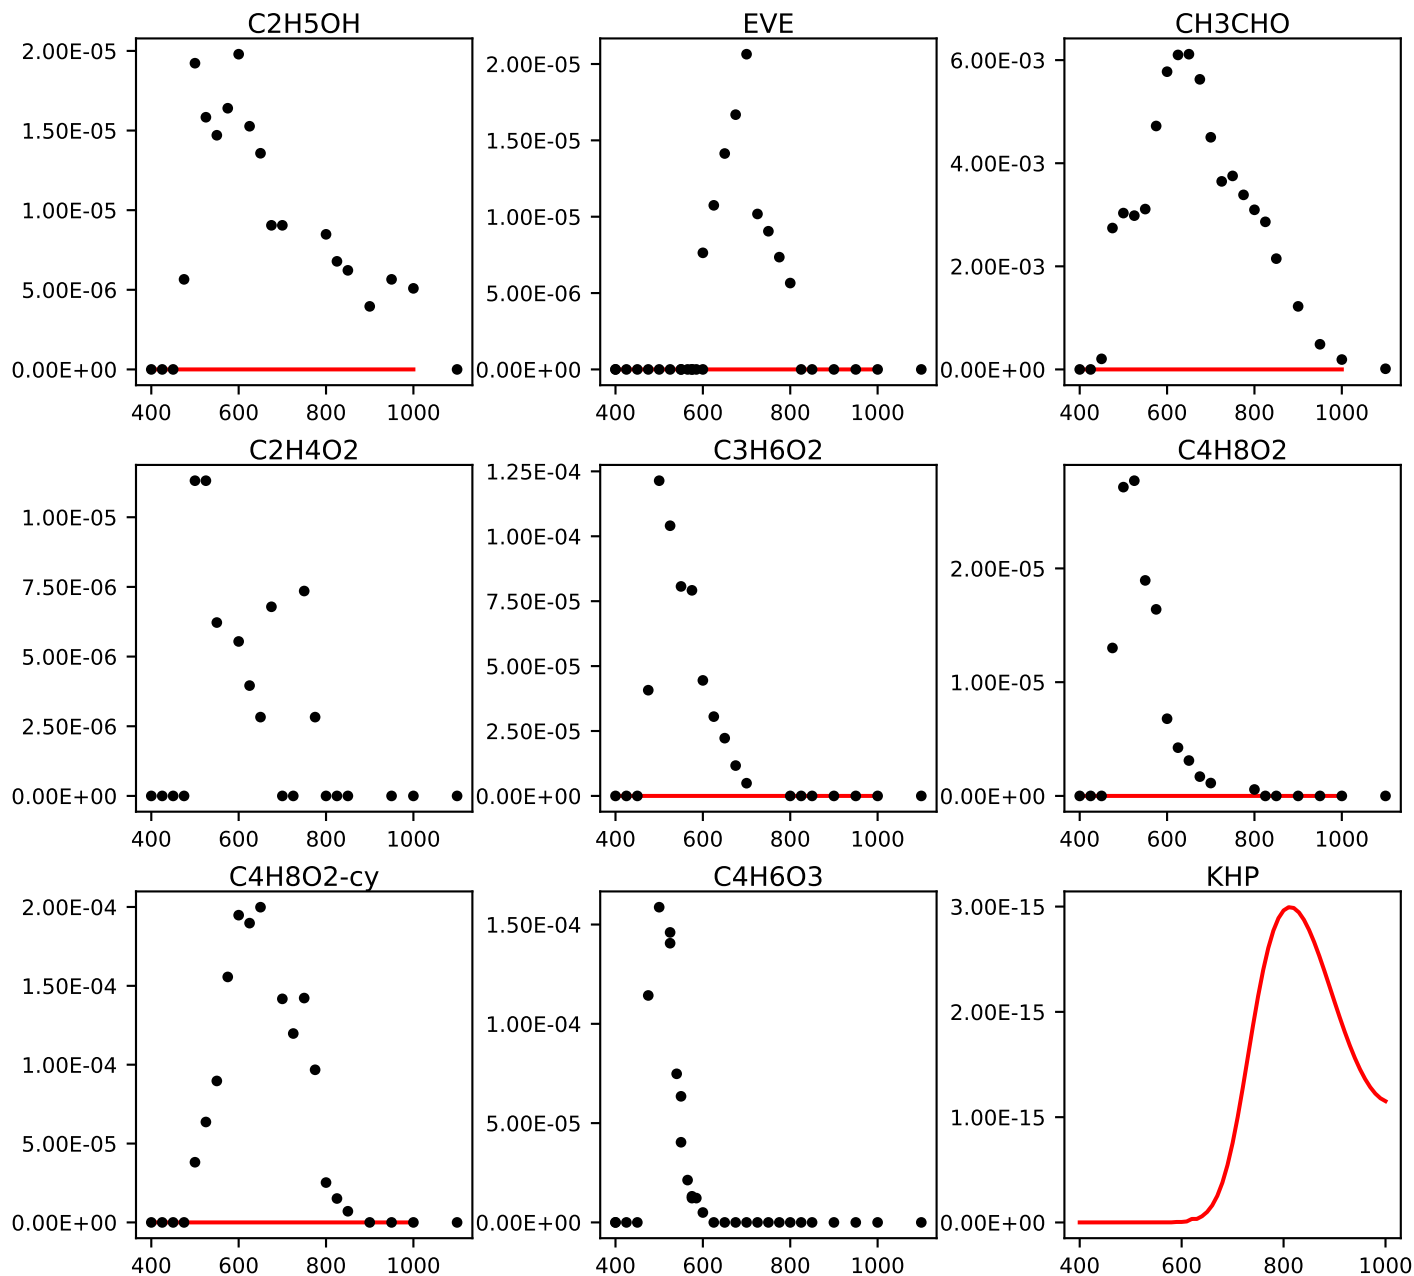 C2H5OH EVE CH3CHO
2.00E-05
1.50E-05
1.00E-05
5.00E-06
0.00E+00
400 600 800 1000
2.00E-05
1.50E-05
1.00E-05
5.00E-06
0.00E+00
400 600 800 1000
6.00E-03
4.00E-03
2.00E-03
0.00E+00
400 600 800 1000
C2H4O2 C3H6O2 C4H8O2
1.00E-05
7.50E-06
5.00E-06
2.50E-06
0.00E+00
400 600 800 1000
1.25E-04
1.00E-04
7.50E-05
5.00E-05
2.50E-05
0.00E+00
400 600 800 1000
2.00E-05
1.00E-05
0.00E+00
400 600 800 1000
C4H8O2-cy C4H6O3 KHP
2.00E-04
1.50E-04
1.00E-04
5.00E-05
0.00E+00
400 600 800 1000
1.50E-04
1.00E-04
5.00E-05
0.00E+00
400 600 800 1000
3.00E-15
2.00E-15
1.00E-15
0.00E+00
400 600 800 1000